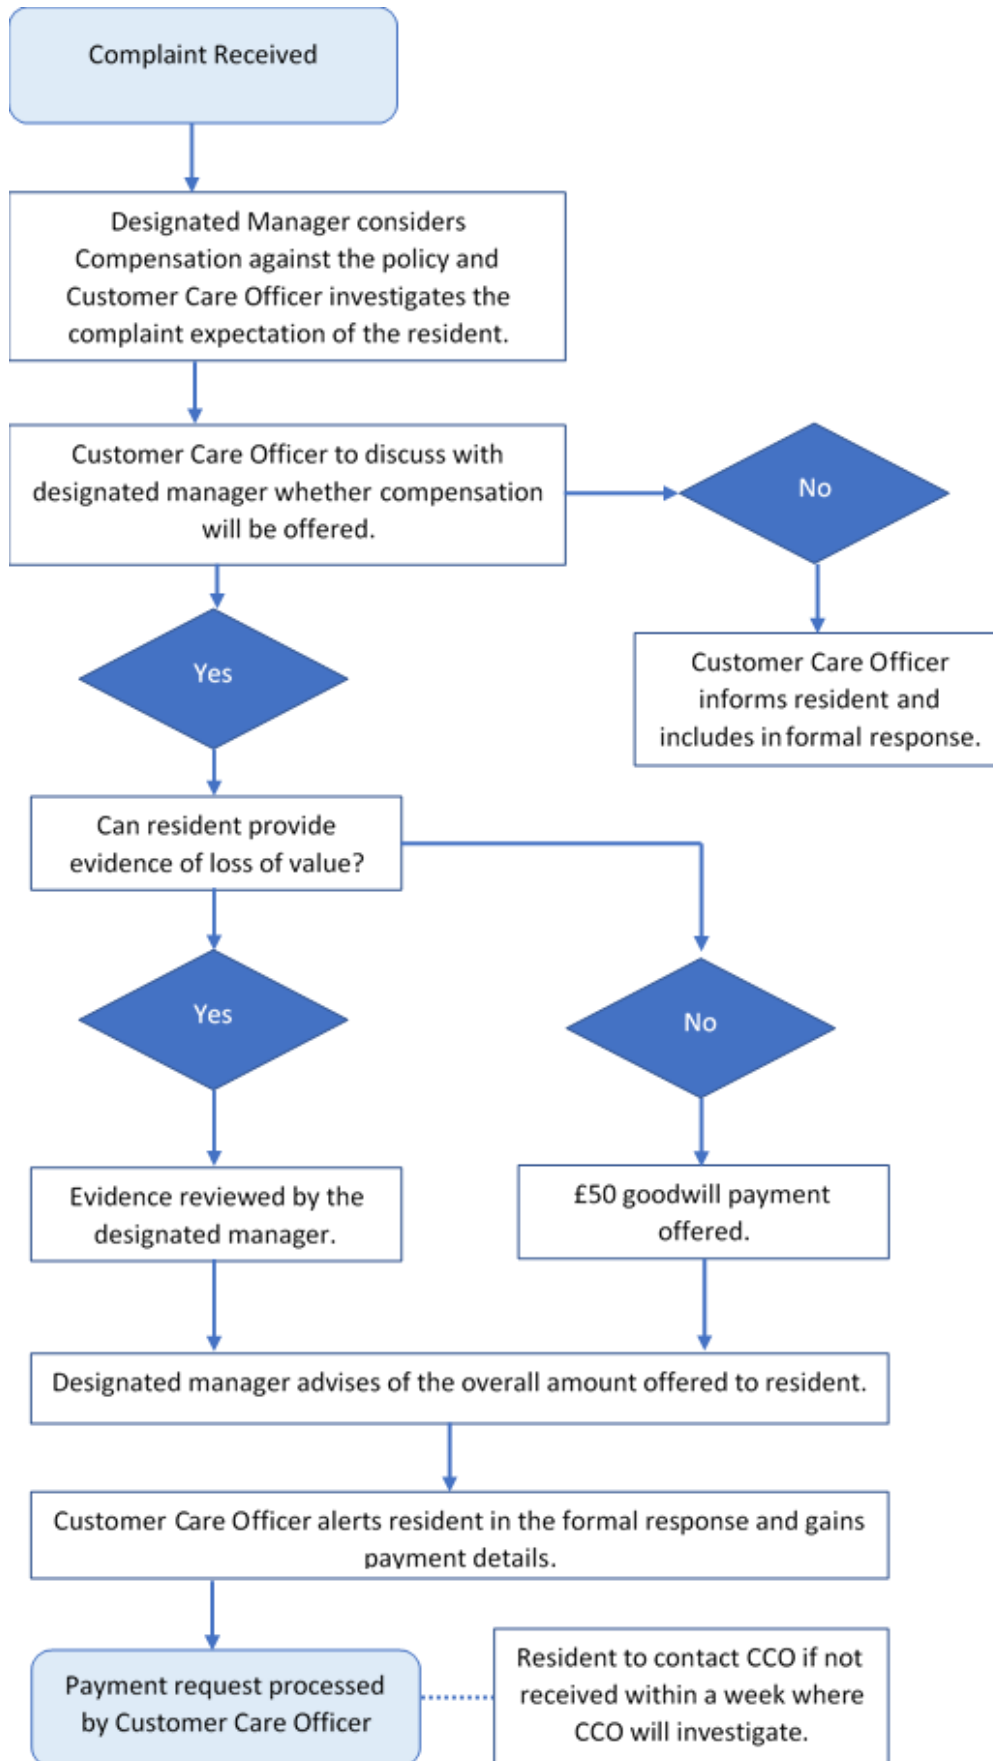 Complaint Received
Designated Manager considers
Compensation against the policy and
Customer Care Officer investigates the
complaint expectation of the resident.
Customer Care Officer to discuss with
designated manager whether compensation
will be offered.
No
Yes
Customer Care Officer
informs resident and
includes in formal response.
Can resident provide
evidence of loss of value?
Yes
No
Evidence reviewed by the
designated manager.
£50 goodwill payment
offered.
Designated manager advises of the overall amount offered to resident.
Customer Care Officer alerts resident in the formal response and gains
payment details.
Payment request processed
by Customer Care Officer
Resident to contact CCO if not
received within a week where
CCO will investigate.